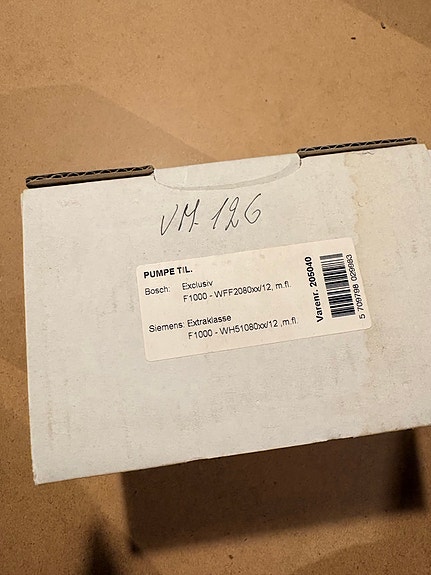 VM-126
PUMPE TIL.
Bosch: Exclusiv
F1000 - WFF2080xx/12, m.fl.
Siemens: Extraklasse
F1000 - WH51080xx/12 ,m.fl.
Varenr. 205040
5 709798 029683